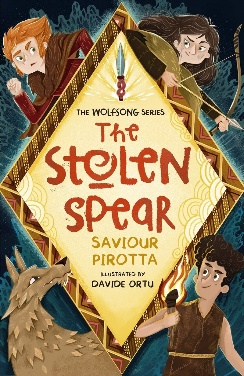 THE WOLFSONG SERIES
The
STOLEN
SPEAR
SAVIOUR
PIROTTA
ILLUSTRATED BY
DAVIDE ORTU